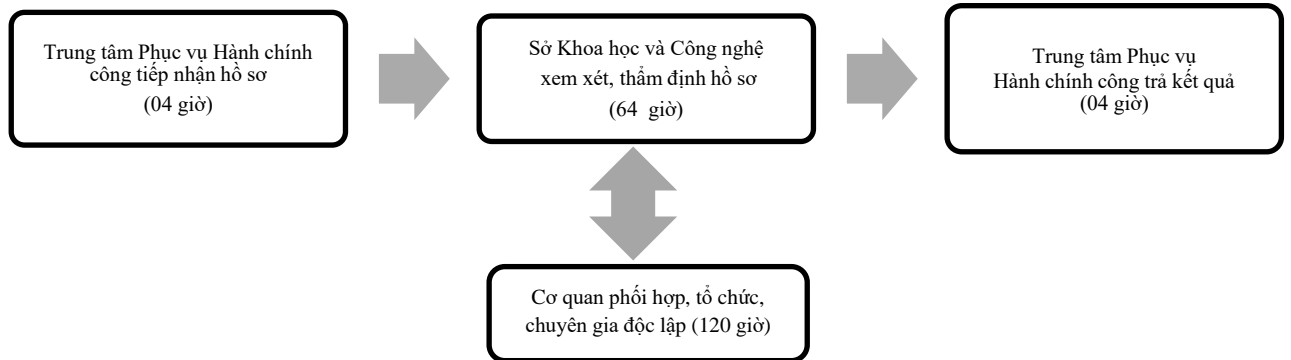 Trung tâm Phục vụ Hành chính
công tiếp nhận hồ sơ
(04 giờ)
Sở Khoa học và Công nghệ
xem xét, thẩm định hồ sơ
(64 giờ)
Trung tâm Phục vụ
Hành chính công trả kết quả
(04 giờ)
Cơ quan phối hợp, tổ chức,
chuyên gia độc lập (120 giờ)